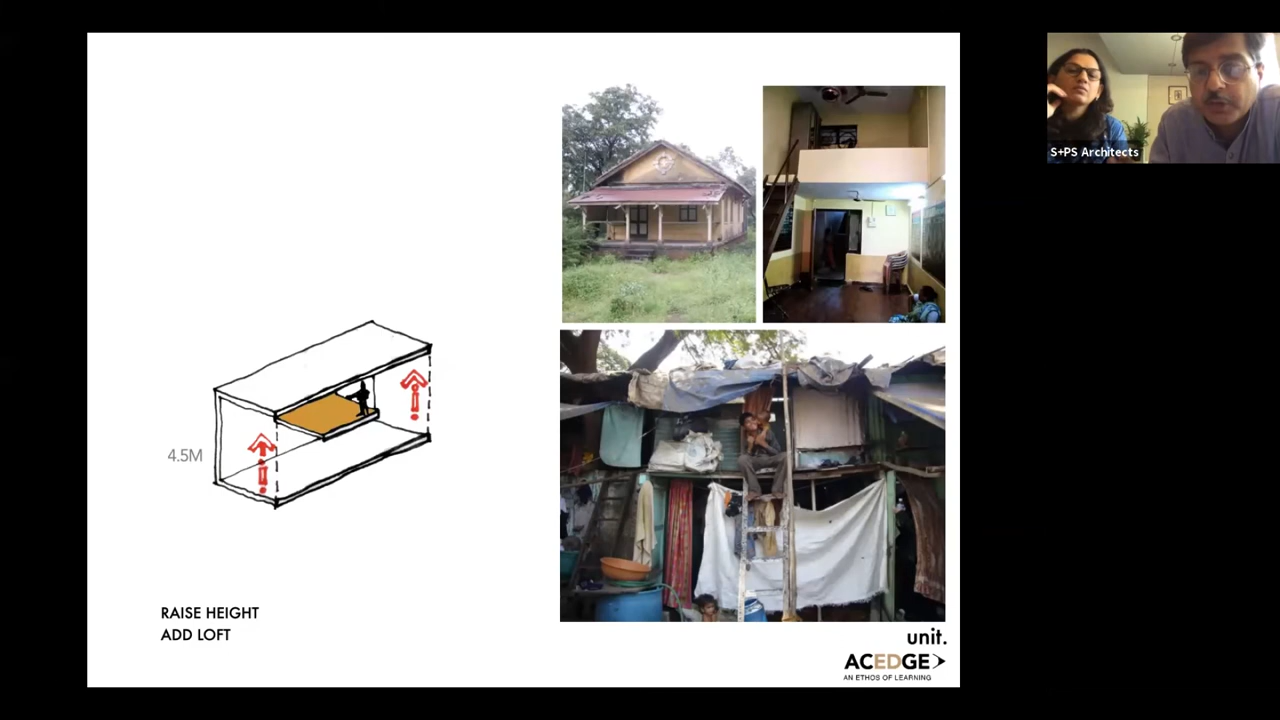 S+PS Architects
4.5M
RAISE HEIGHT
ADD LOFT
unit.
ACEDGE
AN ETHOS OF LEARNING